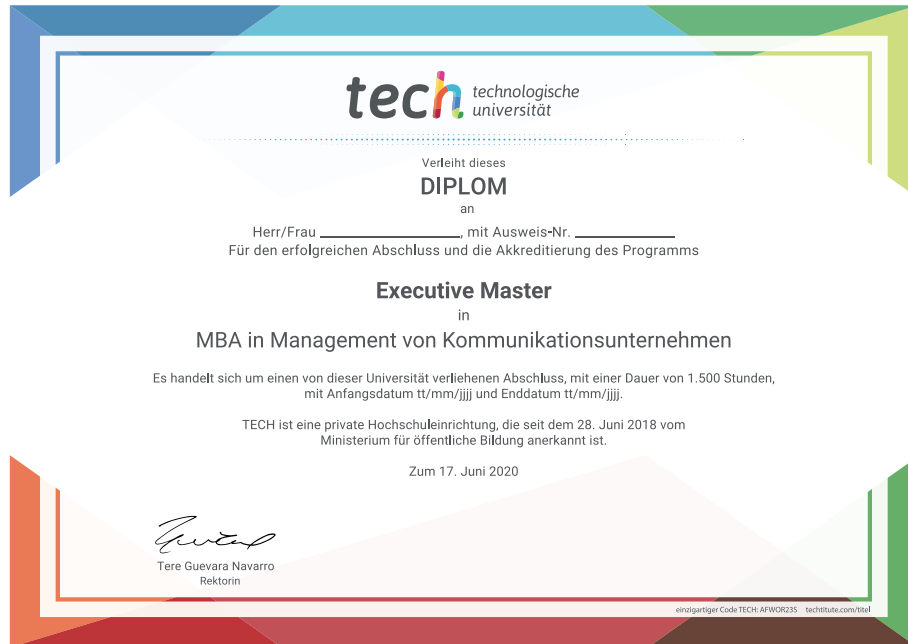 tech technologische
universität
Verleiht dieses
DIPLOM
an
Herr/Frau ____________________, mit Ausweis-Nr. ______________
Für den erfolgreichen Abschluss und die Akkreditierung des Programms
Executive Master
in
MBA in Management von Kommunikationsunternehmen
Es handelt sich um einen von dieser Universität verliehenen Abschluss, mit einer Dauer von 1.500 Stunden,
mit Anfangsdatum tt/mm/jjjj und Enddatum tt/mm/jjjj.
TECH ist eine private Hochschuleinrichtung, die seit dem 28. Juni 2018 vom
Ministerium für öffentliche Bildung anerkannt ist.
Zum 17. Juni 2020
Tere Guevara Navarro
Rektorin
einzigartiger Code TECH: AFWOR23S techtitute.com/titel